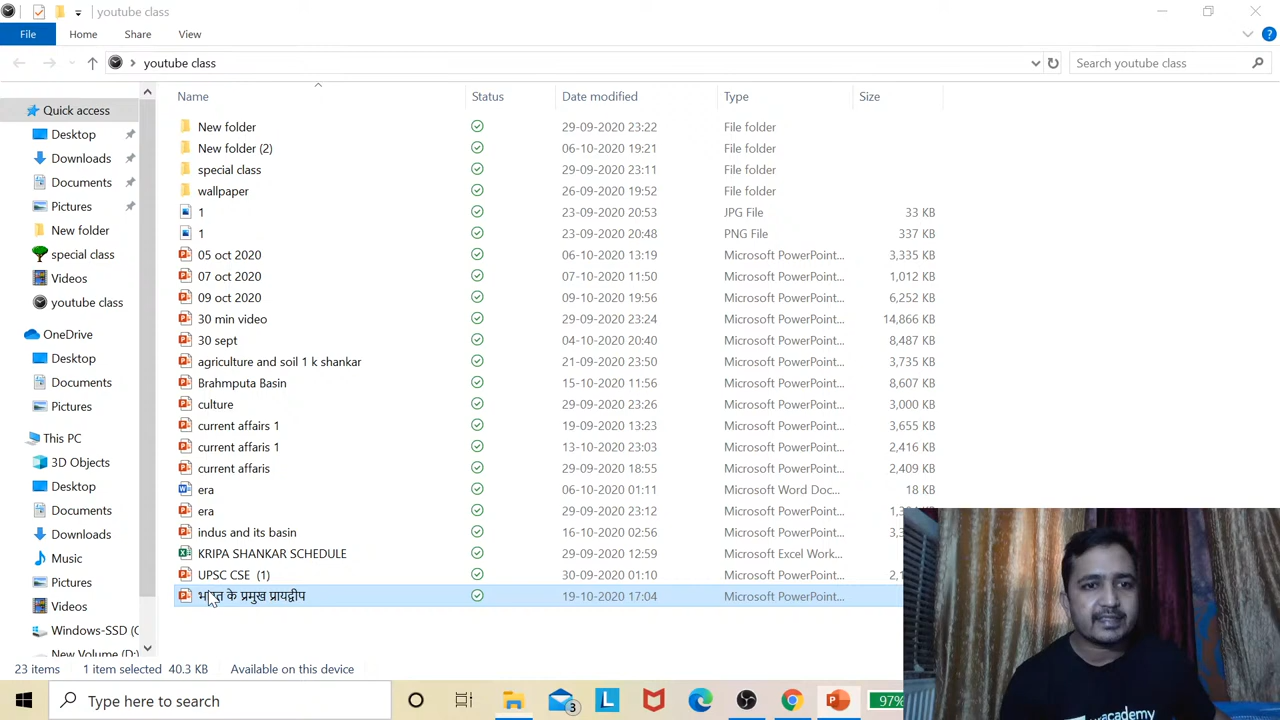 youtube class
File Home Share View
youtube class Search youtube class
Name Status Date modified Type Size
Quick access
Desktop
Downloads
Documents
Pictures
New folder
special class
Videos
youtube class
OneDrive
Desktop
Documents
Pictures
This PC
3D Objects
Desktop
Documents
Downloads
Music
Pictures
Videos
Windows-SSD (C
New Volume (D:)
New folder 29-09-2020 23:22 File folder
New folder (2) 06-10-2020 19:21 File folder
special class 29-09-2020 23:11 File folder
wallpaper 26-09-2020 19:52 File folder
1 23-09-2020 20:53 JPG File 33 KB
1 23-09-2020 20:48 PNG File 337 KB
05 oct 2020 06-10-2020 13:19 Microsoft PowerPoint... 3,335 KB
07 oct 2020 07-10-2020 11:50 Microsoft PowerPoint... 1,012 KB
09 oct 2020 09-10-2020 19:56 Microsoft PowerPoint... 6,252 KB
30 min video 29-09-2020 23:24 Microsoft PowerPoint... 14,866 KB
30 sept 04-10-2020 20:40 Microsoft PowerPoint... 8,487 KB
agriculture and soil 1 k shankar 21-09-2020 23:50 Microsoft PowerPoint... 3,735 KB
Brahmputa Basin 15-10-2020 11:56 Microsoft PowerPoint... 8,607 KB
culture 29-09-2020 23:26 Microsoft PowerPoint... 3,000 KB
current affairs 1 19-09-2020 13:23 Microsoft PowerPoint... 3,655 KB
current affaris 1 13-10-2020 23:03 Microsoft PowerPoint... 2,416 KB
current affaris 29-09-2020 18:55 Microsoft PowerPoint... 2,409 KB
era 06-10-2020 01:11 Microsoft Word Doc... 18 KB
era 29-09-2020 23:12 Microsoft PowerPoint...
indus and its basin 16-10-2020 02:56 Microsoft PowerPoint...
KRIPA SHANKAR SCHEDULE 29-09-2020 12:59 Microsoft Excel Work...
UPSC CSE (1) 30-09-2020 01:10 Microsoft PowerPoint...
भारत के प्रमुख प्रायद्वीप 19-10-2020 17:04 Microsoft PowerPoint...
23 items 1 item selected 40.3 KB Available on this device
Type here to search 3 97%